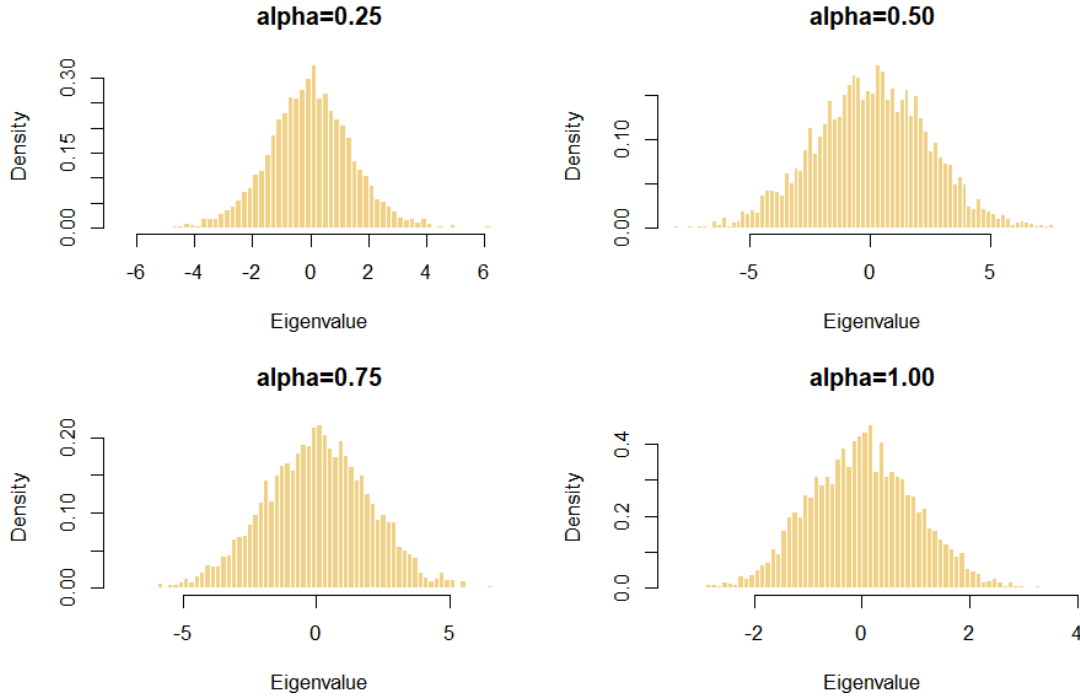 alpha=0.25
Density
0.00 0.15 0.30
-6 -4 -2 0 2 4 6
Eigenvalue
alpha=0.50
Density
0.00 0.10
-5 0 5
Eigenvalue
alpha=0.75
Density
0.00 0.10 0.20
-5 0 5
Eigenvalue
alpha=1.00
Density
0.0 0.2 0.4
-2 0 2 4
Eigenvalue